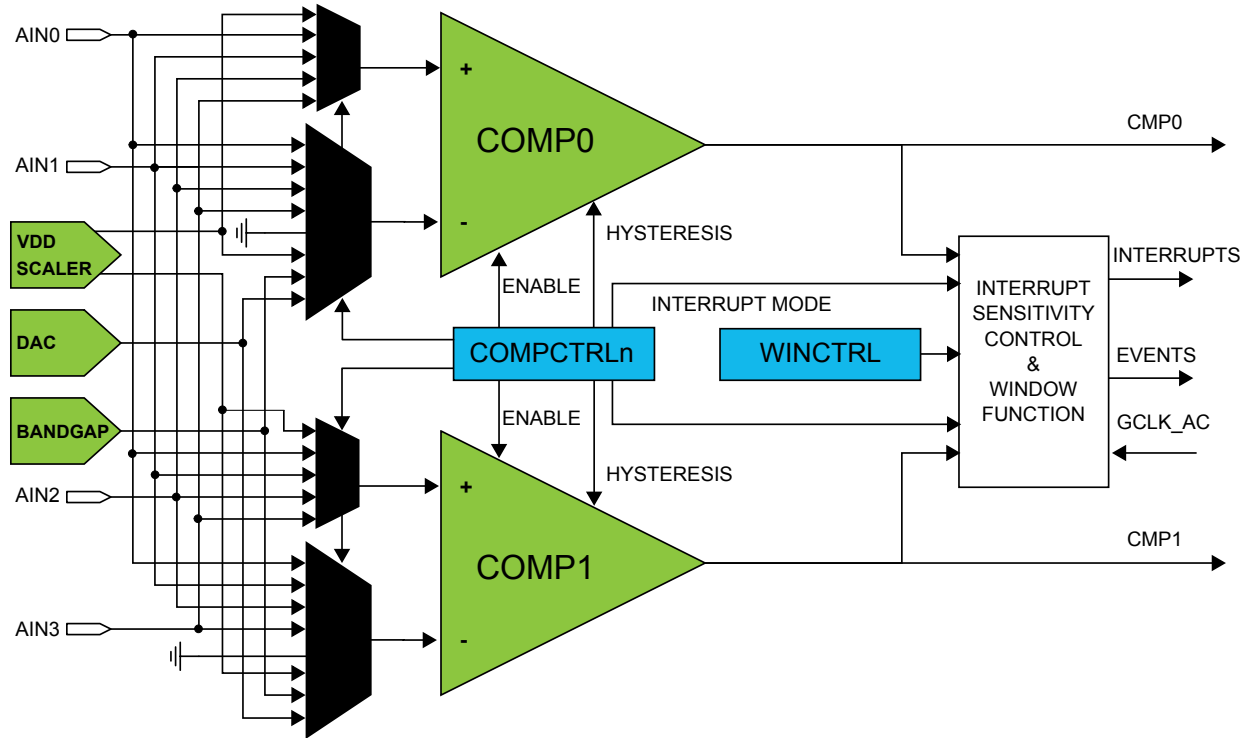 AIN0
+
COMP0
-
CMP0
AIN1
VDD
SCALER
HYSTERESIS
ENABLE
INTERRUPT MODE
INTERRUPTS
INTERRUPT
SENSITIVITY
CONTROL
&
WINDOW
FUNCTION
DAC
COMPCTRLn
WINCTRL
EVENTS
ENABLE
GCLK_AC
BANDGAP
HYSTERESIS
AIN2
+
COMP1
-
CMP1
AIN3